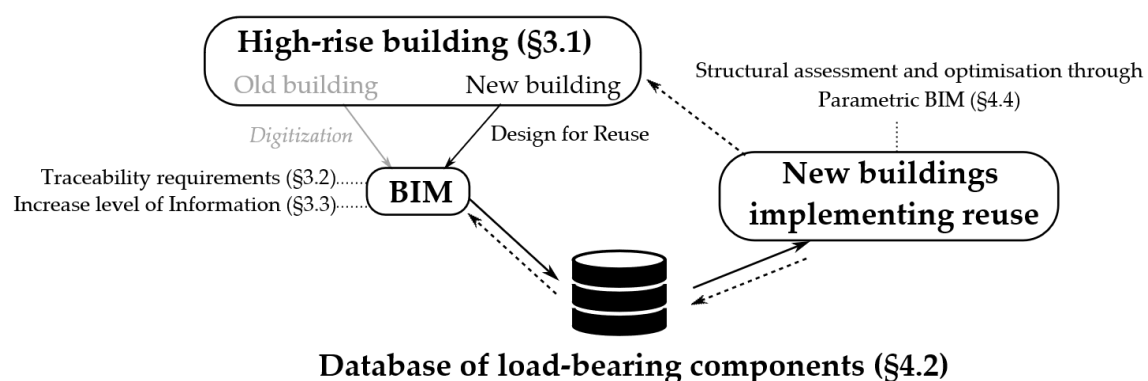 High-rise building (§3.1)
Old building
New building
Digitization
Design for Reuse
Traceability requirements (§3.2)
Increase level of Information (§3.3)
BIM
Structural assessment and optimisation through
Parametric BIM (§4.4)
New buildings
implementing reuse
Database of load-bearing components (§4.2)